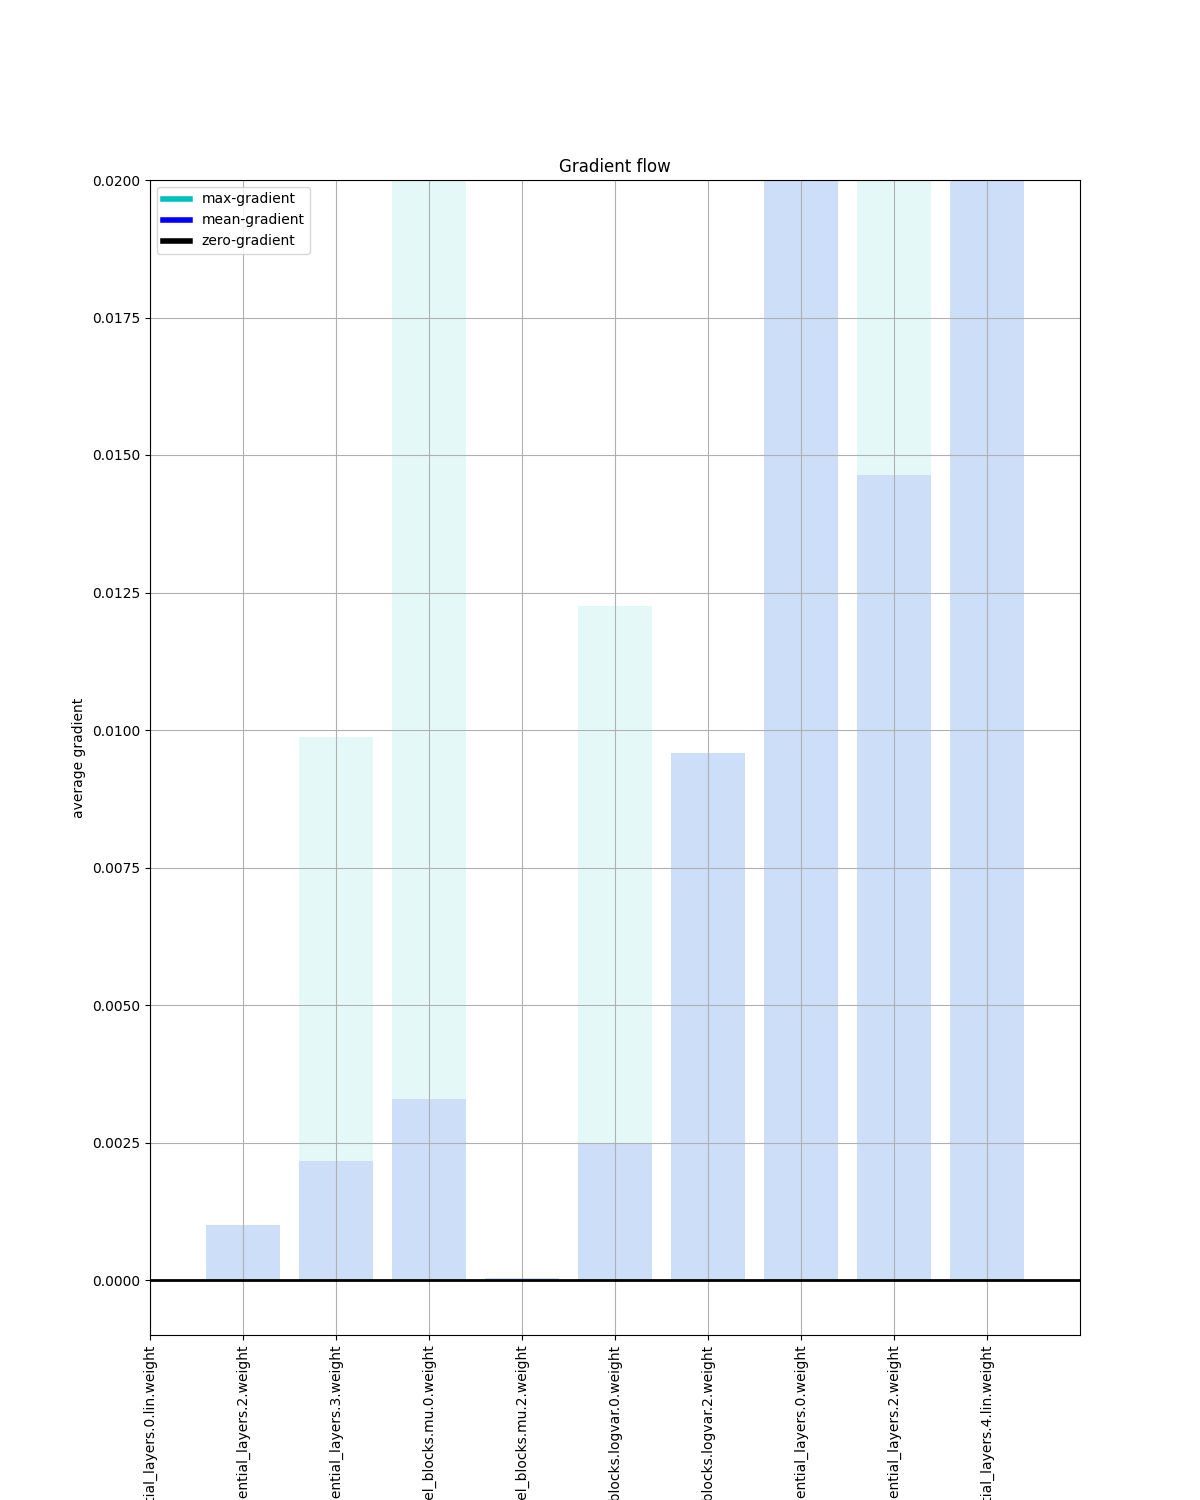 Gradient flow
max-gradient
mean-gradient
zero-gradient
0.0200
0.0175
0.0150
0.0125
0.0100
0.0075
0.0050
0.0025
0.0000
average gradient
tial_layers.0.lin.weight
ential_layers.2.weight
ential_layers.3.weight
el_blocks.mu.0.weight
el_blocks.mu.2.weight
blocks.logvar.0.weight
blocks.logvar.2.weight
ential_layers.0.weight
ential_layers.2.weight
tial_layers.4.lin.weight